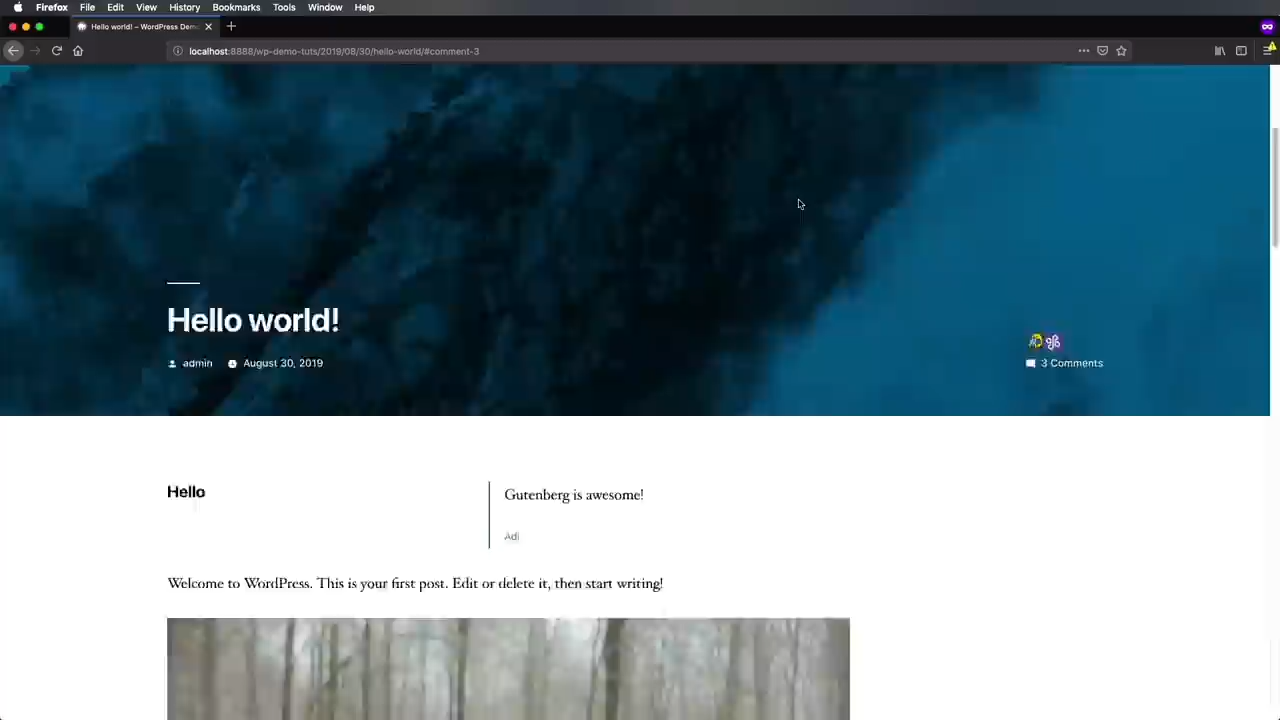 Firefox File Edit View History Bookmarks Tools Window Help
Hello world! – WordPress Dem
localhost:8888/wp-demo-tuts/2019/08/30/hello-world/#comment-3
Hello world!
admin August 30, 2019
3 Comments
Hello
Gutenberg is awesome!
Adi
Welcome to WordPress. This is your first post. Edit or delete it, then start writing!